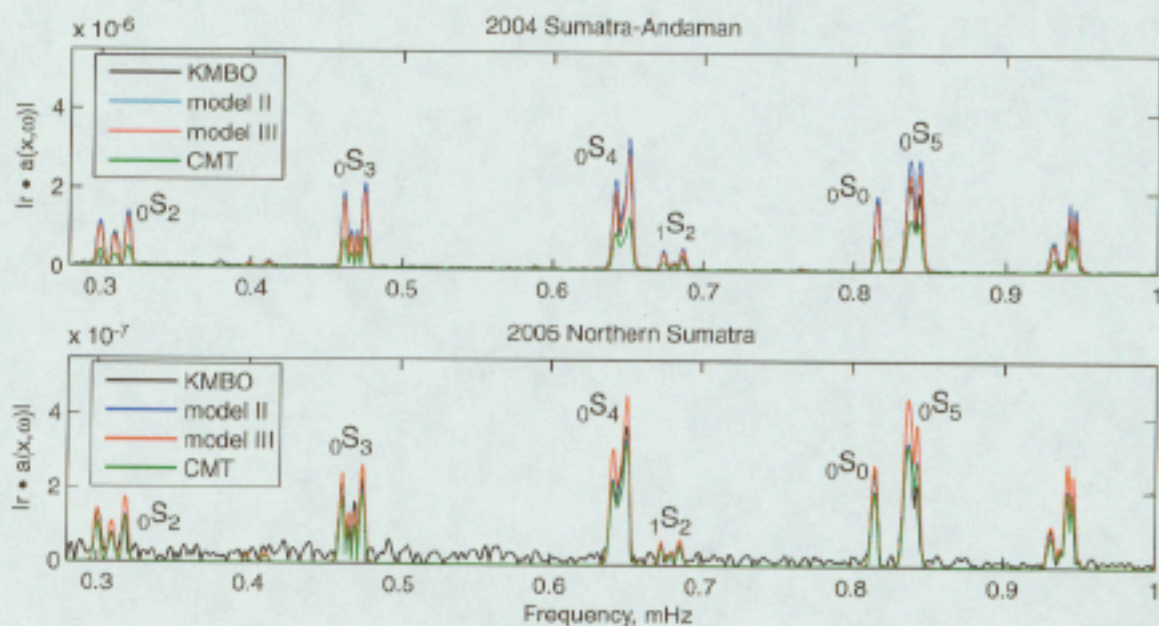 x 10⁻⁶
2004 Sumatra-Andaman
|r • a(x,ω)|
4
2
0
KMBO
model II
model III
CMT
₀S₂
₀S₃
₀S₄
₁S₂
₀S₀
₀S₅
0.3 0.4 0.5 0.6 0.7 0.8 0.9 1
x 10⁻⁷
2005 Northern Sumatra
|r • a(x,ω)|
4
2
0
KMBO
model II
model III
CMT
₀S₂
₀S₃
₀S₄
₁S₂
₀S₀
₀S₅
0.3 0.4 0.5 0.6 0.7 0.8 0.9 1
Frequency, mHz